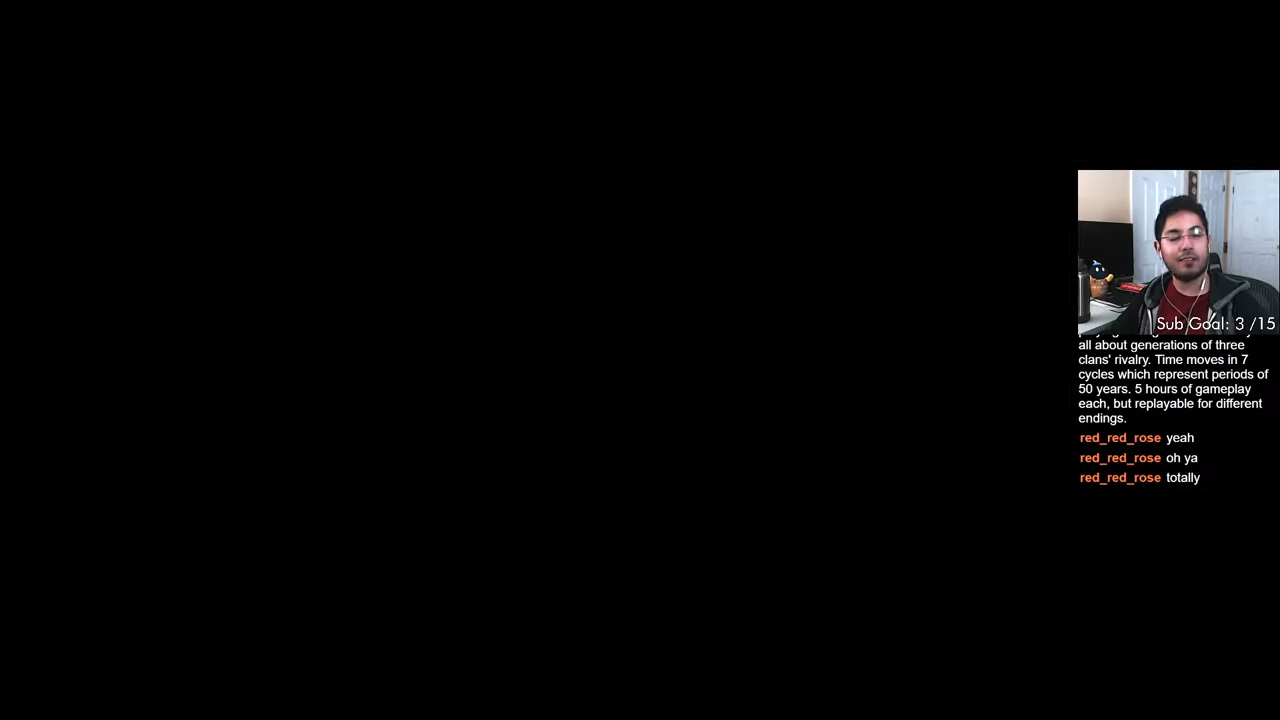 Sub Goal: 3 /15
all about generations of three
clans' rivalry. Time moves in 7
cycles which represent periods of
50 years. 5 hours of gameplay
each, but replayable for different
endings.
red_red_rose yeah
red_red_rose oh ya
red_red_rose totally